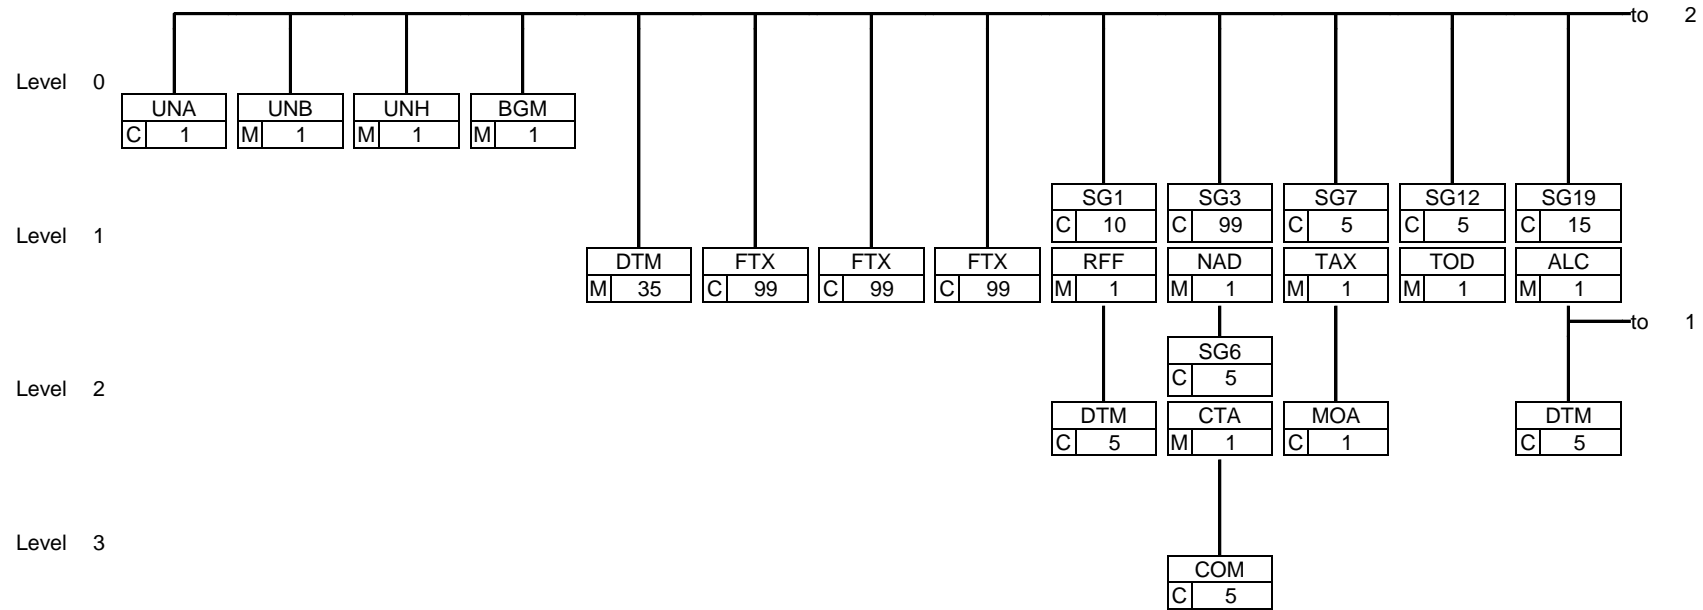 to 2
Level 0
UNA UNB UNH BGM
C 1 M 1 M 1 M 1
SG1 SG3 SG7 SG12 SG19
C 10 C 99 C 5 C 5 C 15
Level 1
DTM FTX FTX FTX RFF NAD TAX TOD ALC
M 35 C 99 C 99 C 99 M 1 M 1 M 1 M 1 M 1
to 1
SG6
C 5
Level 2
DTM CTA MOA DTM
C 5 M 1 C 1 C 5
Level 3
COM
C 5